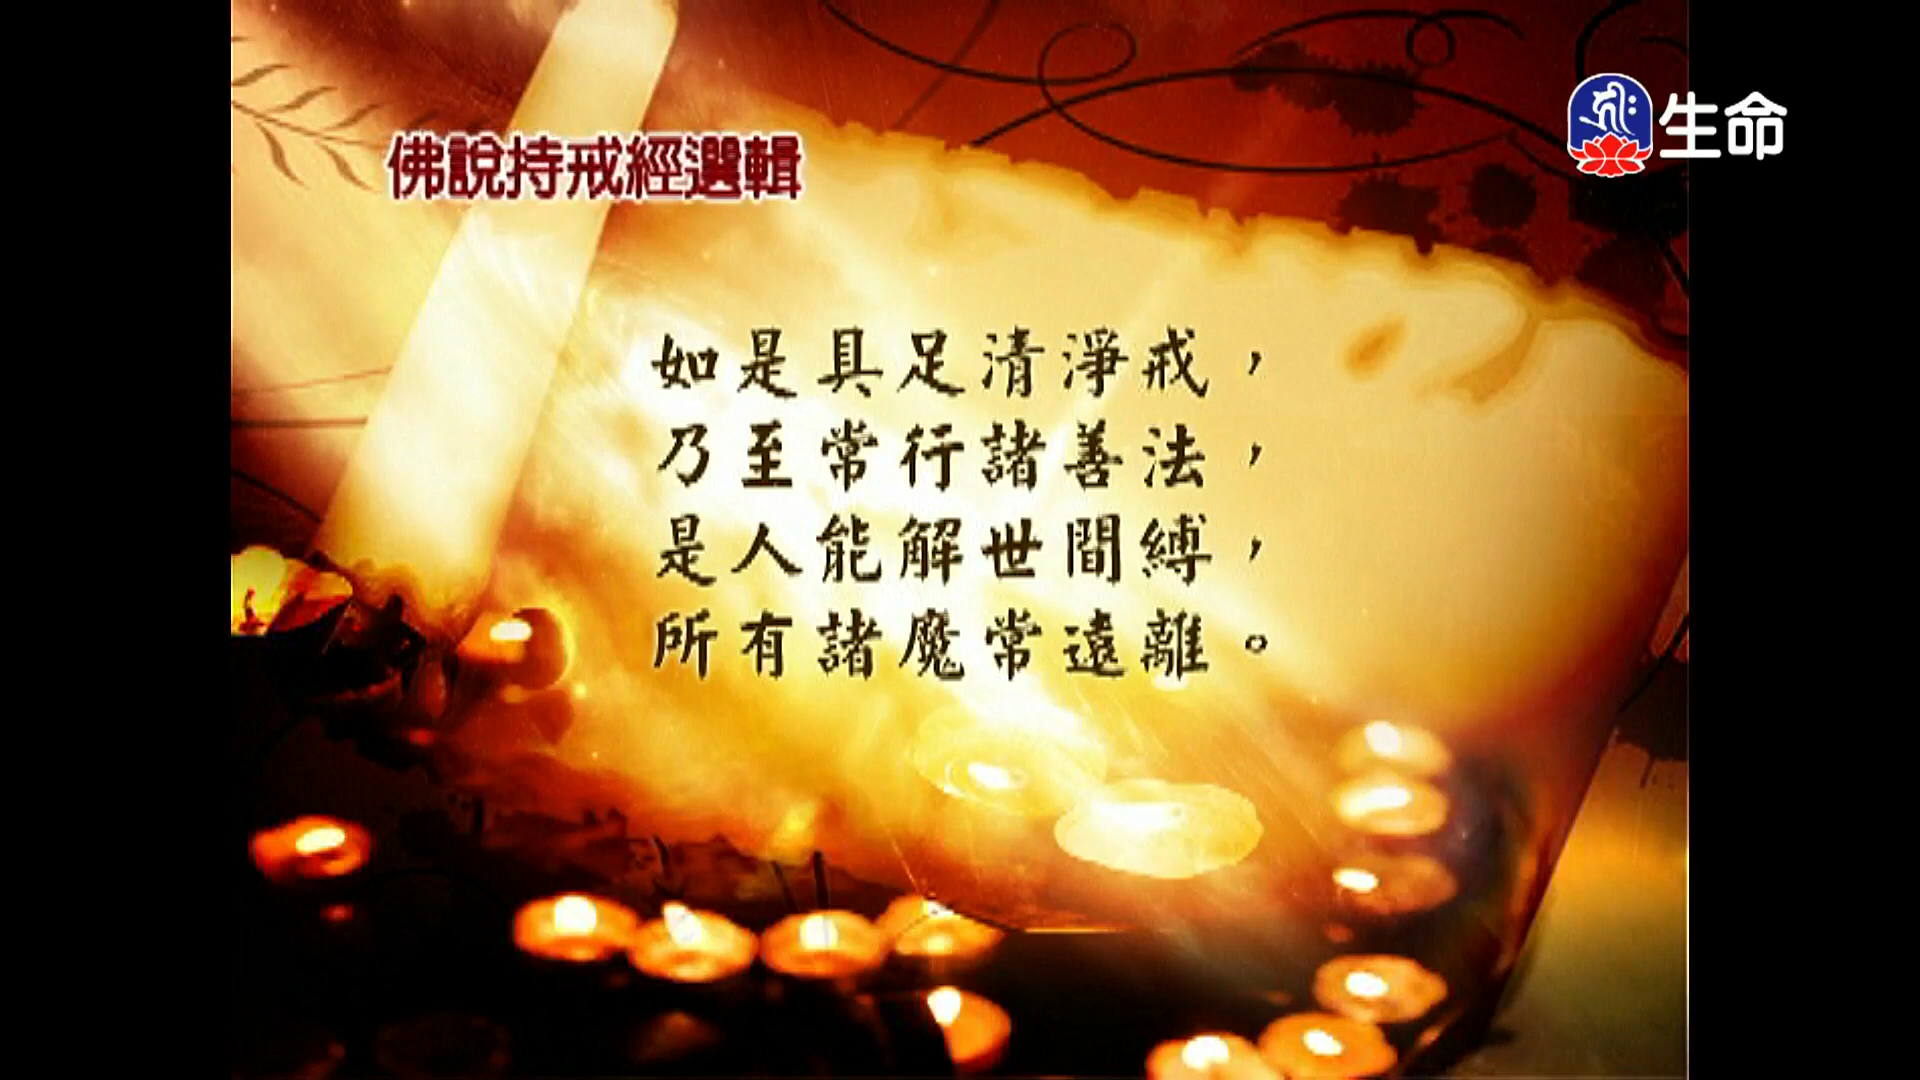 佛說持戒經選輯
生命
如是具足清淨戒，
乃至常行諸善法，
是人能解世間縛，
所有諸魔常遠離。